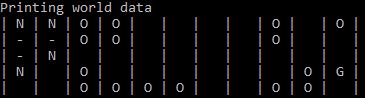 Printing world data
| N | N | O | O |   |   |   |   | O |   | O |
| - | - | O | O |   |   |   |   | O |   |   |
| - | N |   |   |   |   |   |   |   |   |   |
| N |   | O |   |   |   |   |   |   | O | G |
|   |   | O | O | O | O |   |   | O | O |   |